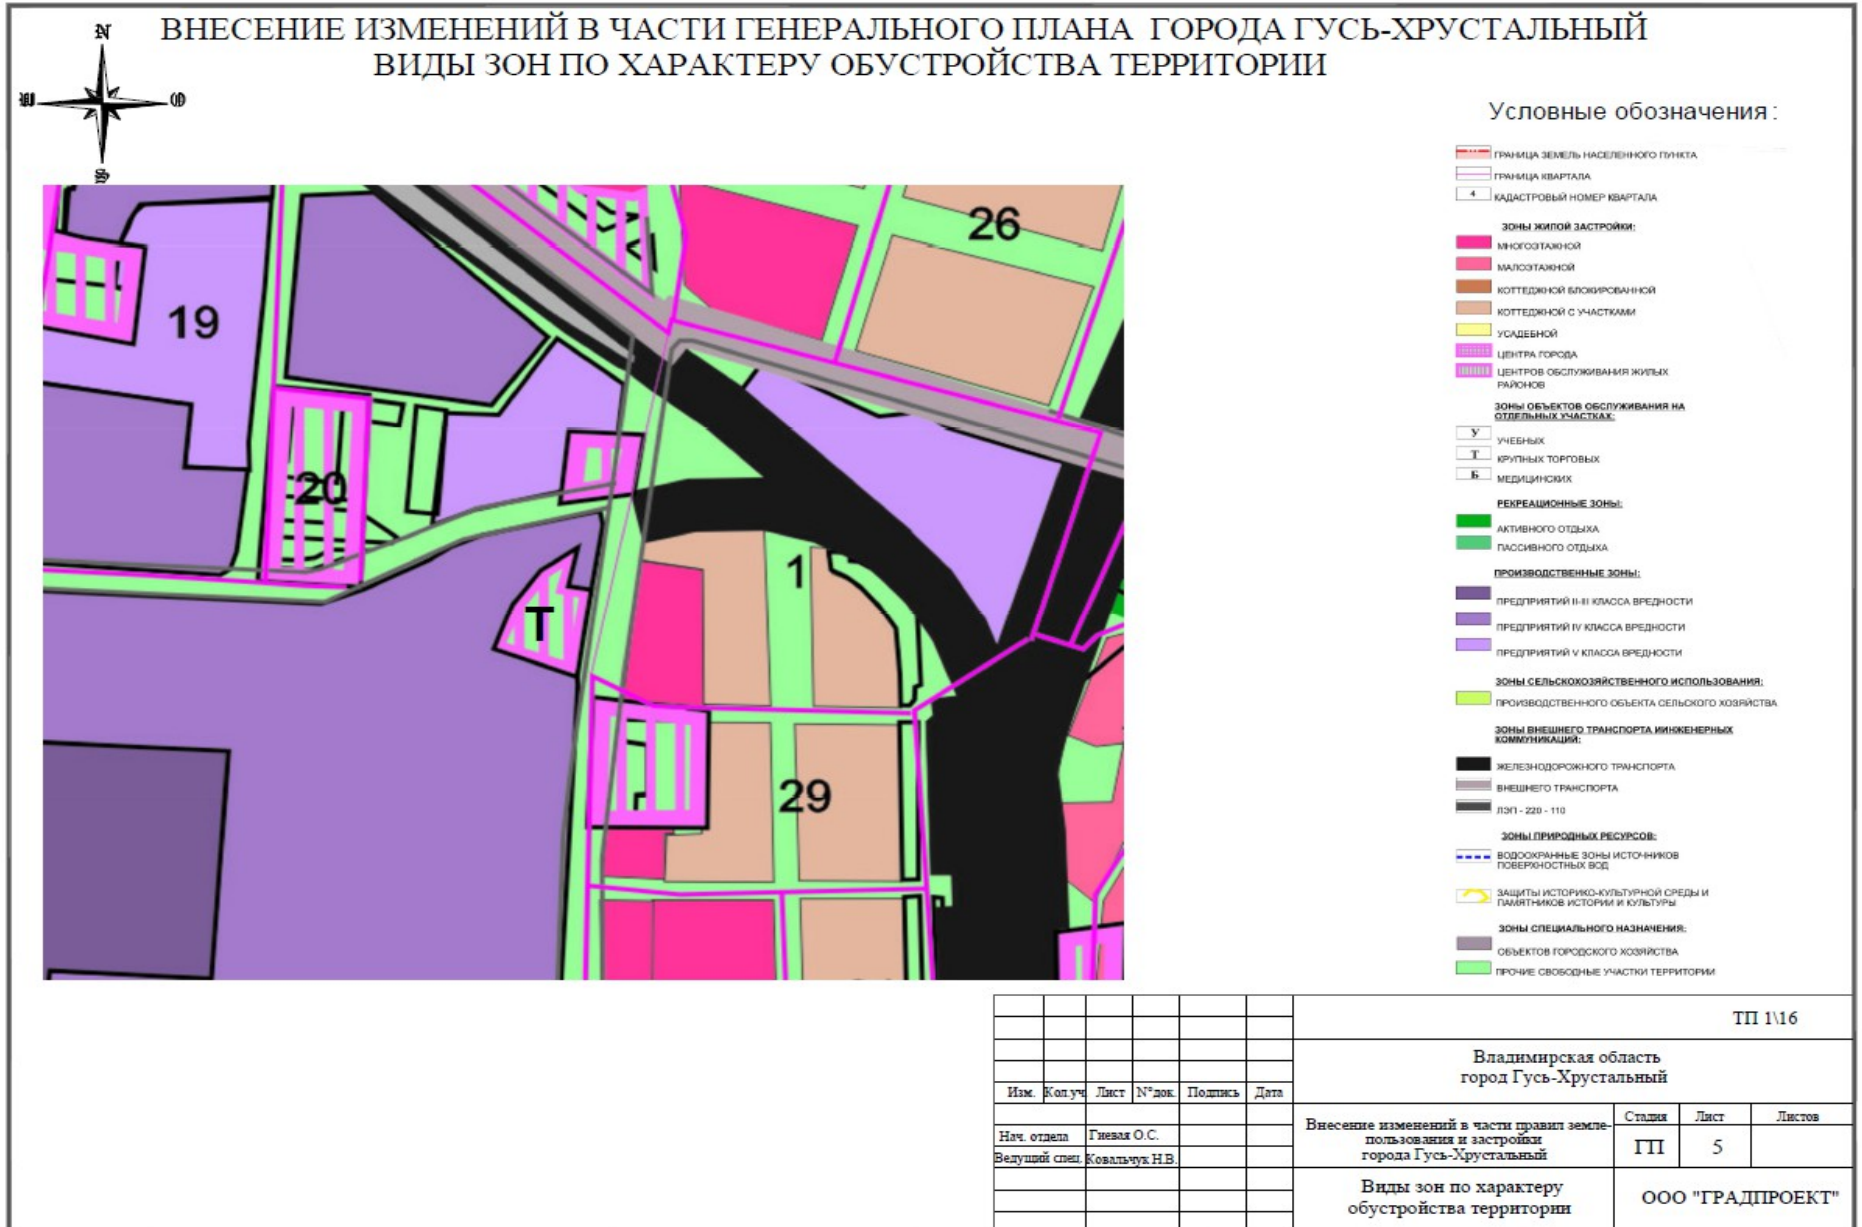 ВНЕСЕНИЕ ИЗМЕНЕНИЙ В ЧАСТИ ГЕНЕРАЛЬНОГО ПЛАНА ГОРОДА ГУСЬ-ХРУСТАЛЬНЫЙ
ВИДЫ ЗОН ПО ХАРАКТЕРУ ОБУСТРОЙСТВА ТЕРРИТОРИИ
N
W
O
S
19
20
26
T
1
29
Условные обозначения:
ГРАНИЦА ЗЕМЕЛЬ НАСЕЛЕННОГО ПУНКТА
ГРАНИЦА КВАРТАЛА
4 КАДАСТРОВЫЙ НОМЕР КВАРТАЛА
ЗОНЫ ЖИЛОЙ ЗАСТРОЙКИ:
МНОГОЭТАЖНОЙ
МАЛОЭТАЖНОЙ
КОТТЕДЖНОЙ БЛОКИРОВАННОЙ
КОТТЕДЖНОЙ С УЧАСТКАМИ
УСАДЕБНОЙ
ЦЕНТРА ГОРОДА
ЦЕНТРОВ ОБСЛУЖИВАНИЯ ЖИЛЫХ
РАЙОНОВ
ЗОНЫ ОБЪЕКТОВ ОБСЛУЖИВАНИЯ НА
ОТДЕЛЬНЫХ УЧАСТКАХ:
У УЧЕБНЫХ
Т КРУПНЫХ ТОРГОВЫХ
Б МЕДИЦИНСКИХ
РЕКРЕАЦИОННЫЕ ЗОНЫ:
АКТИВНОГО ОТДЫХА
ПАССИВНОГО ОТДЫХА
ПРОИЗВОДСТВЕННЫЕ ЗОНЫ:
ПРЕДПРИЯТИЙ II-III КЛАССА ВРЕДНОСТИ
ПРЕДПРИЯТИЙ IV КЛАССА ВРЕДНОСТИ
ПРЕДПРИЯТИЙ V КЛАССА ВРЕДНОСТИ
ЗОНЫ СЕЛЬСКОХОЗЯЙСТВЕННОГО ИСПОЛЬЗОВАНИЯ:
ПРОИЗВОДСТВЕННОГО ОБЪЕКТА СЕЛЬСКОГО ХОЗЯЙСТВА
ЗОНЫ ВНЕШНЕГО ТРАНСПОРТА ИИНЖЕНЕРНЫХ
КОММУНИКАЦИЙ:
ЖЕЛЕЗНОДОРОЖНОГО ТРАНСПОРТА
ВНЕШНЕГО ТРАНСПОРТА
ЛЭП - 220 - 110
ЗОНЫ ПРИРОДНЫХ РЕСУРСОВ:
ВОДООХРАННЫЕ ЗОНЫ ИСТОЧНИКОВ
ПОВЕРХНОСТНЫХ ВОД
ЗАЩИТЫ ИСТОРИКО-КУЛЬТУРНОЙ СРЕДЫ И
ПАМЯТНИКОВ ИСТОРИИ И КУЛЬТУРЫ
ЗОНЫ СПЕЦИАЛЬНОГО НАЗНАЧЕНИЯ:
ОБЪЕКТОВ ГОРОДСКОГО ХОЗЯЙСТВА
ПРОЧИЕ СВОБОДНЫЕ УЧАСТКИ ТЕРРИТОРИИ
ТП 1\16
Владимирская область
город Гусь-Хрустальный
Изм. Кол.уч Лист N°док. Подпись Дата
Нач. отдела Гневая О.С.
Ведущий спец. Ковальчук Н.В.
Внесение изменений в части правил земле-
пользования и застройки
города Гусь-Хрустальный
Стадия Лист Листов
ГП 5
Виды зон по характеру
обустройства территории
ООО "ГРАДПРОЕКТ"